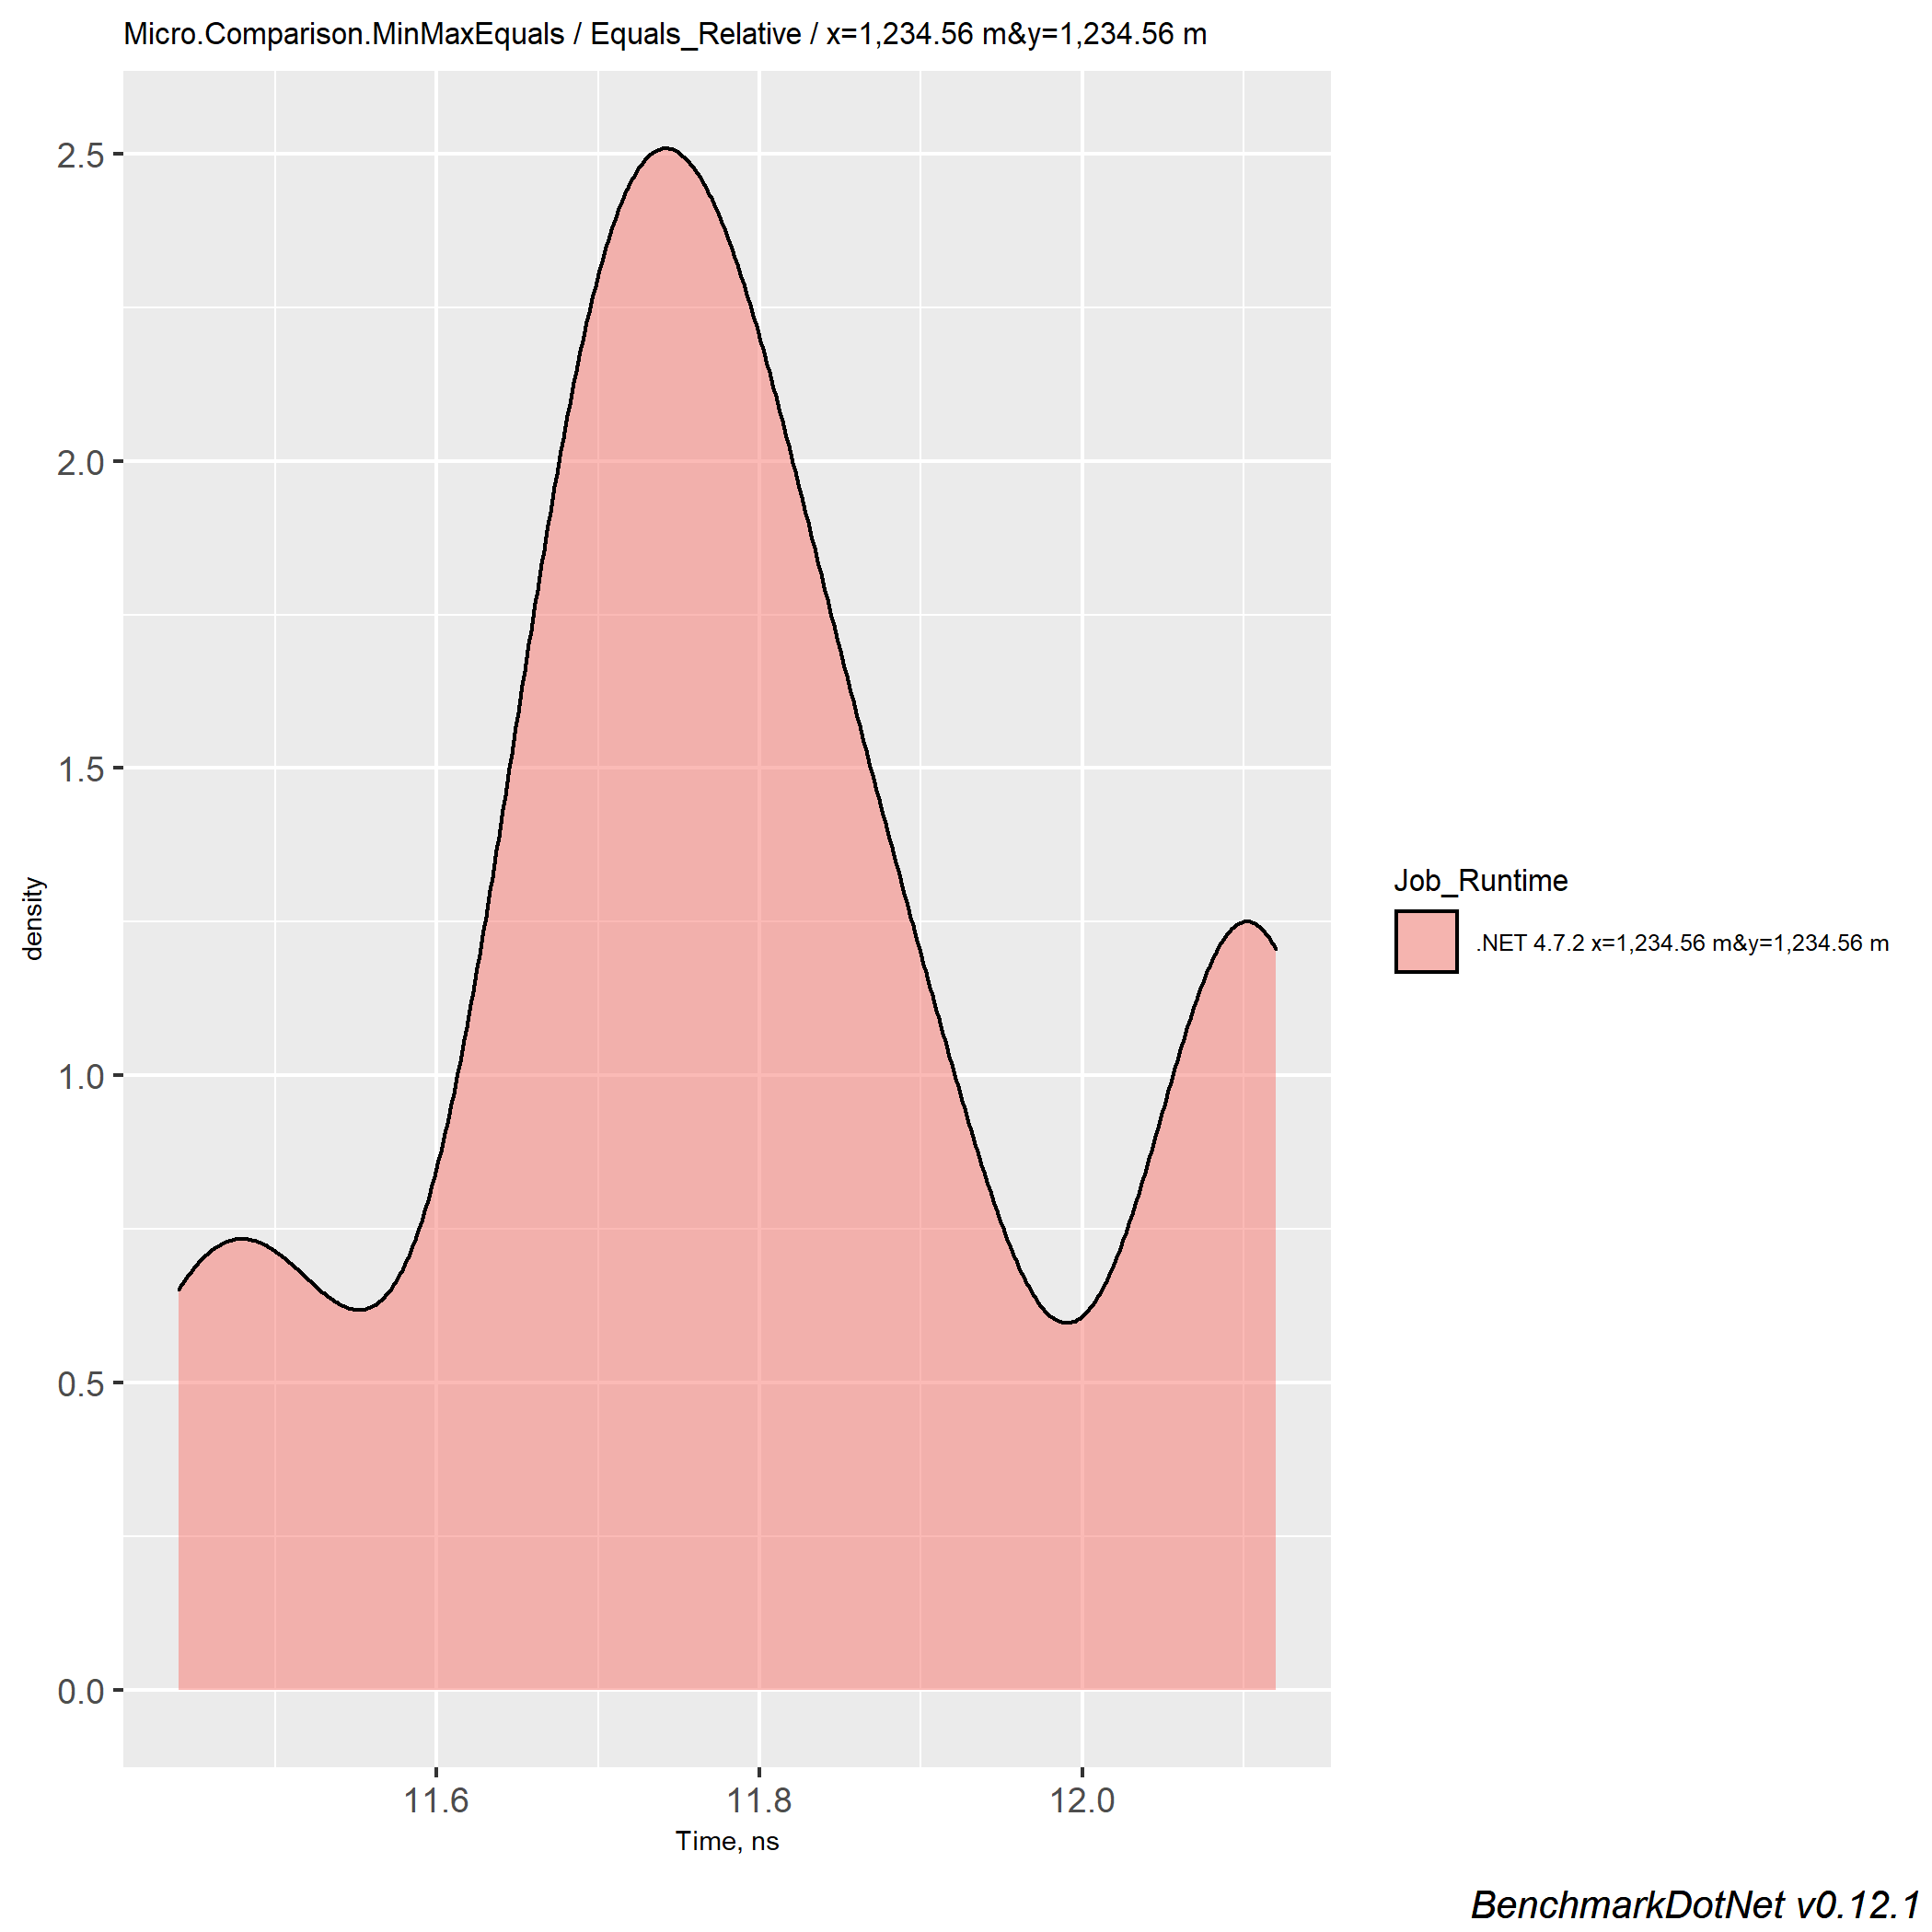 Micro.Comparison.MinMaxEquals / Equals_Relative / x=1,234.56 m&y=1,234.56 m
2.5
2.0
1.5
1.0
0.5
0.0
density
11.6 11.8 12.0
Time, ns
Job_Runtime
.NET 4.7.2 x=1,234.56 m&y=1,234.56 m
BenchmarkDotNet v0.12.1